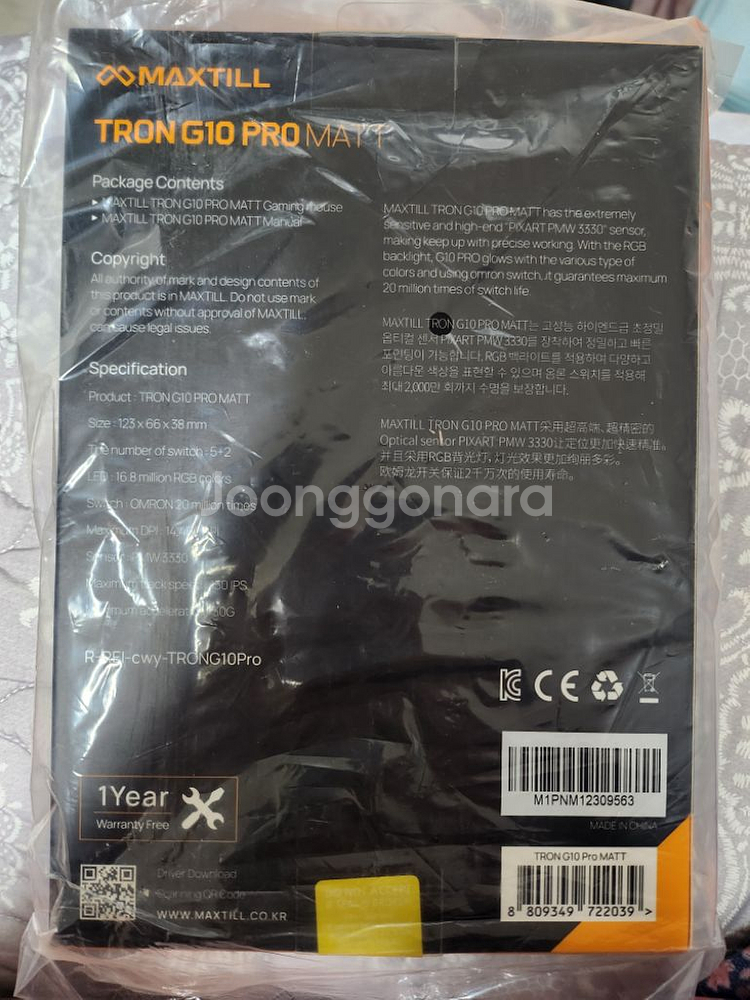 MAXTILL
TRON G10 PRO MATT
Package Contents
▸ MAXTILL TRON G10 PRO MATT Gaming mouse
▸ MAXTILL TRON G10 PRO MATT Manual
Copyright
All authority of mark and design contents of
this product is in MAXTILL. Do not use mark
or contents without approval of MAXTILL,
cause legal issues.
Specification
Product : TRON G10 PRO MATT
Size : 123 x 66 x 38 mm
The number of switch : 5+2
LED : 16.8 million RGB colors
Switch : OMRON 20 million times
Maximum DPI :
Sensor : PMW 3330
Maximum
R- -cwy-TRONG10Pro
MAXTILL TRON G10 PRO MATT has the extremely
sensitive and high-end "PIXART PMW 3330" sensor,
making keep up with precise working. With the RGB
backlight, G10 PRO glows with the various type of
colors and using omron switch, it guarantees maximum
20 million times of switch life.
MAXTILL TRON G10 PRO MATT는 고성능 하이엔드급 초정밀
옵티컬 센서 PIXART PMW 3330을 장착하여 정밀하고 빠른
포인팅이 가능합니다. RGB 백라이트를 적용하며 다양하고
아름다운 색상을 표현할 수 있으며 옴론 스위치를 적용해
최대 2,000만 회까지 수명을 보장합니다.
MAXTILL TRON G10 PRO MATT采用超高端、超精密的
Optical sensor PIXART PMW 3330让定位更加快速精准。
并且采用RGB背光灯, 灯光效果更加绚丽多彩。
欧姆龙开关保证2千万次的使用寿命。
Joonggonara
CE
M1PNM12309563
MADE IN CHINA
1Year
Warranty Free
Driver Download
Scanning QR Code
WWW.MAXTILL.CO.KR
TRON G10 Pro MATT
8 809349 722039 >